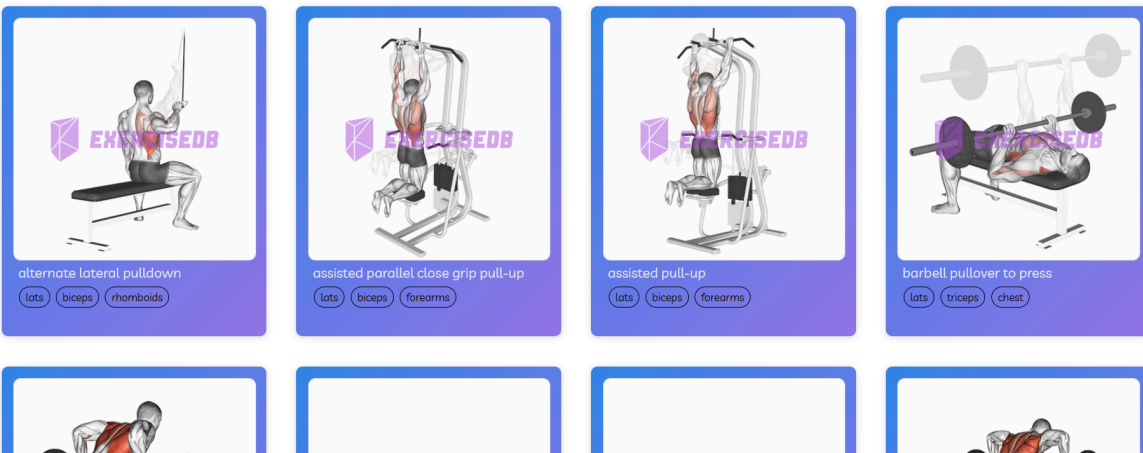 EXERCISEDB
EXERCISEDB
EXERCISEDB
EXERCISEDB
alternate lateral pulldown
lats biceps rhomboids
assisted parallel close grip pull-up
lats biceps forearms
assisted pull-up
lats biceps forearms
barbell pullover to press
lats triceps chest